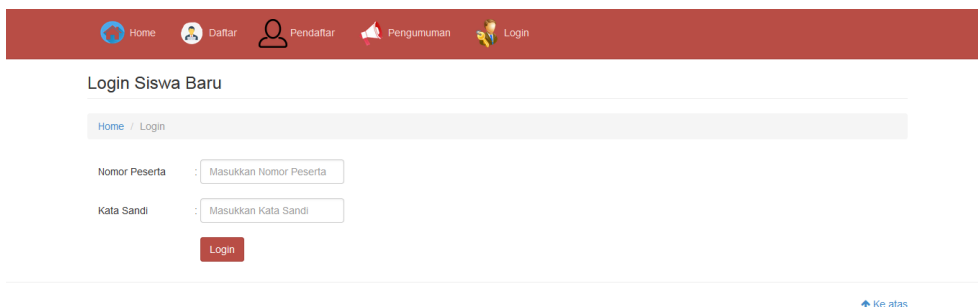 Home Daftar Pendaftar Pengumuman Login
Login Siswa Baru
Home / Login
Nomor Peserta : Masukkan Nomor Peserta
Kata Sandi : Masukkan Kata Sandi
Login
Ke atas